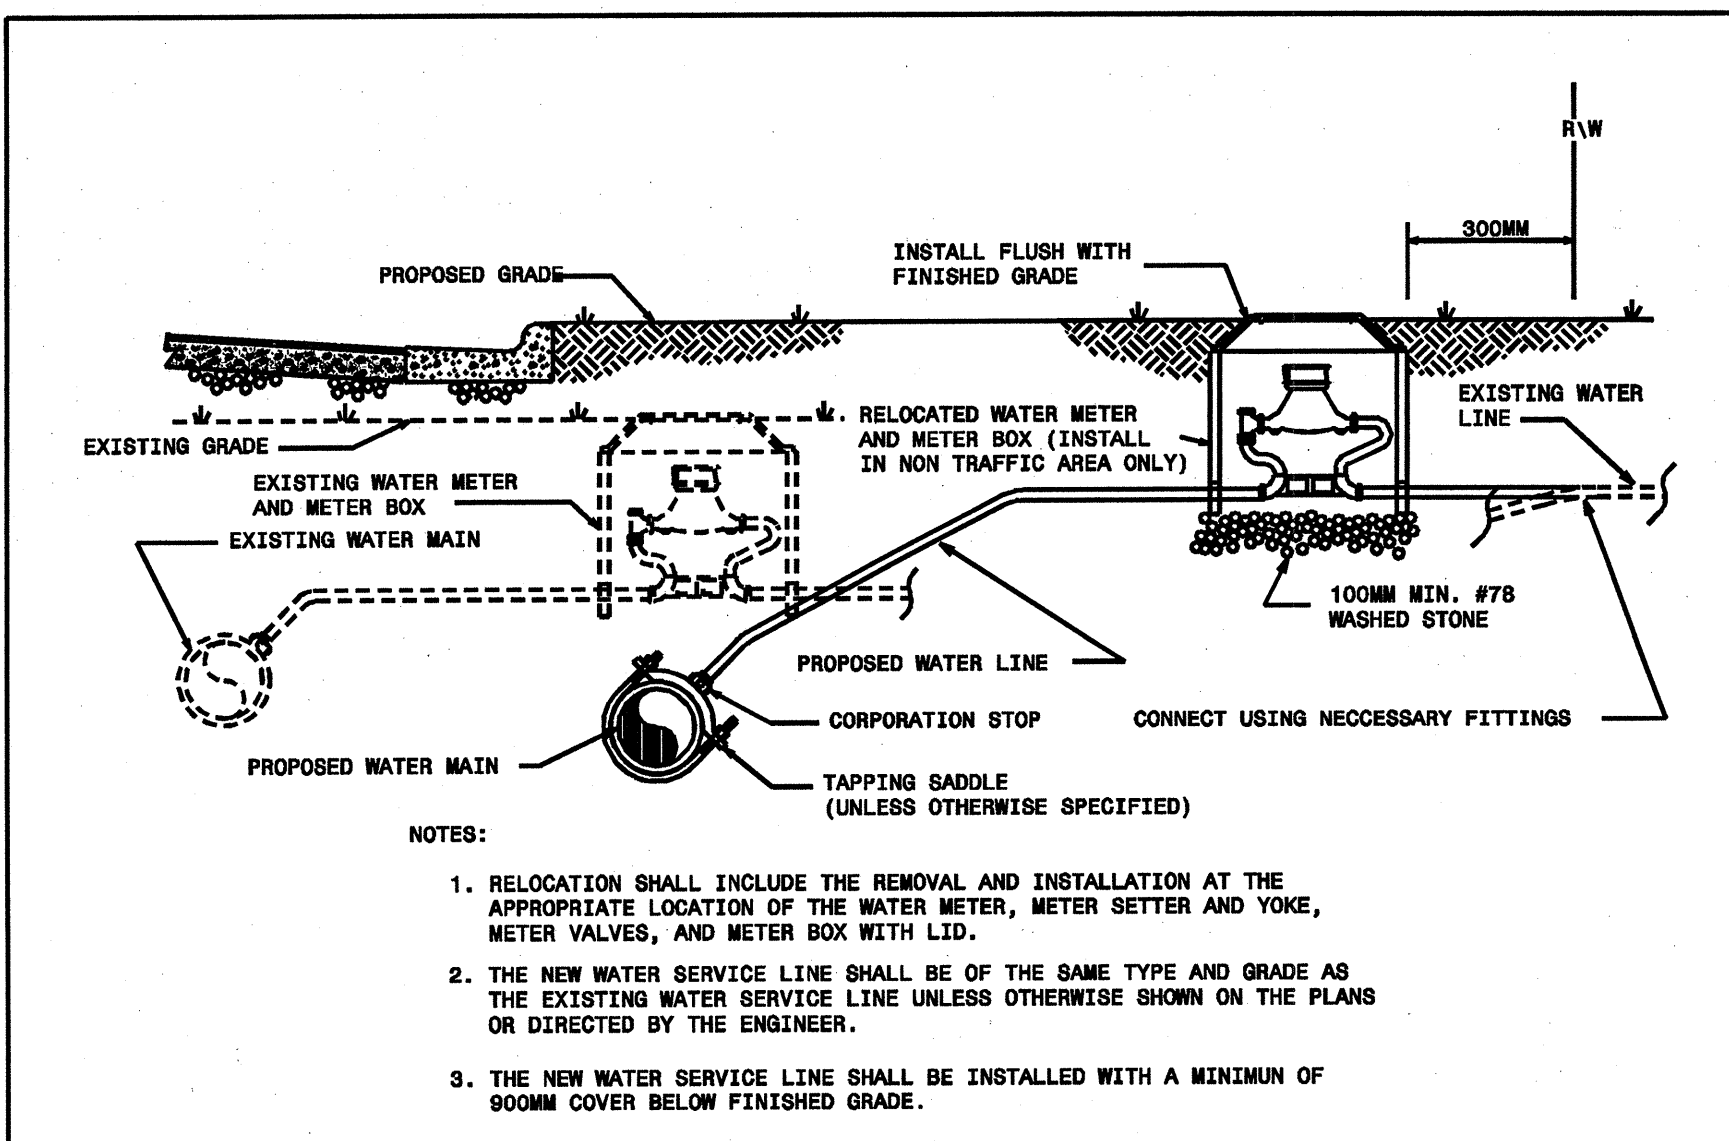 R\W
300MM
INSTALL FLUSH WITH
FINISHED GRADE
PROPOSED GRADE
EXISTING WATER
LINE
RELOCATED WATER METER
AND METER BOX (INSTALL
IN NON TRAFFIC AREA ONLY)
EXISTING GRADE
EXISTING WATER METER
AND METER BOX
EXISTING WATER MAIN
100MM MIN. #78
WASHED STONE
PROPOSED WATER LINE
CORPORATION STOP
CONNECT USING NECCESSARY FITTINGS
PROPOSED WATER MAIN
TAPPING SADDLE
(UNLESS OTHERWISE SPECIFIED)
NOTES:
1. RELOCATION SHALL INCLUDE THE REMOVAL AND INSTALLATION AT THE
APPROPRIATE LOCATION OF THE WATER METER, METER SETTER AND YOKE,
METER VALVES, AND METER BOX WITH LID.
2. THE NEW WATER SERVICE LINE SHALL BE OF THE SAME TYPE AND GRADE AS
THE EXISTING WATER SERVICE LINE UNLESS OTHERWISE SHOWN ON THE PLANS
OR DIRECTED BY THE ENGINEER.
3. THE NEW WATER SERVICE LINE SHALL BE INSTALLED WITH A MINIMUN OF
900MM COVER BELOW FINISHED GRADE.